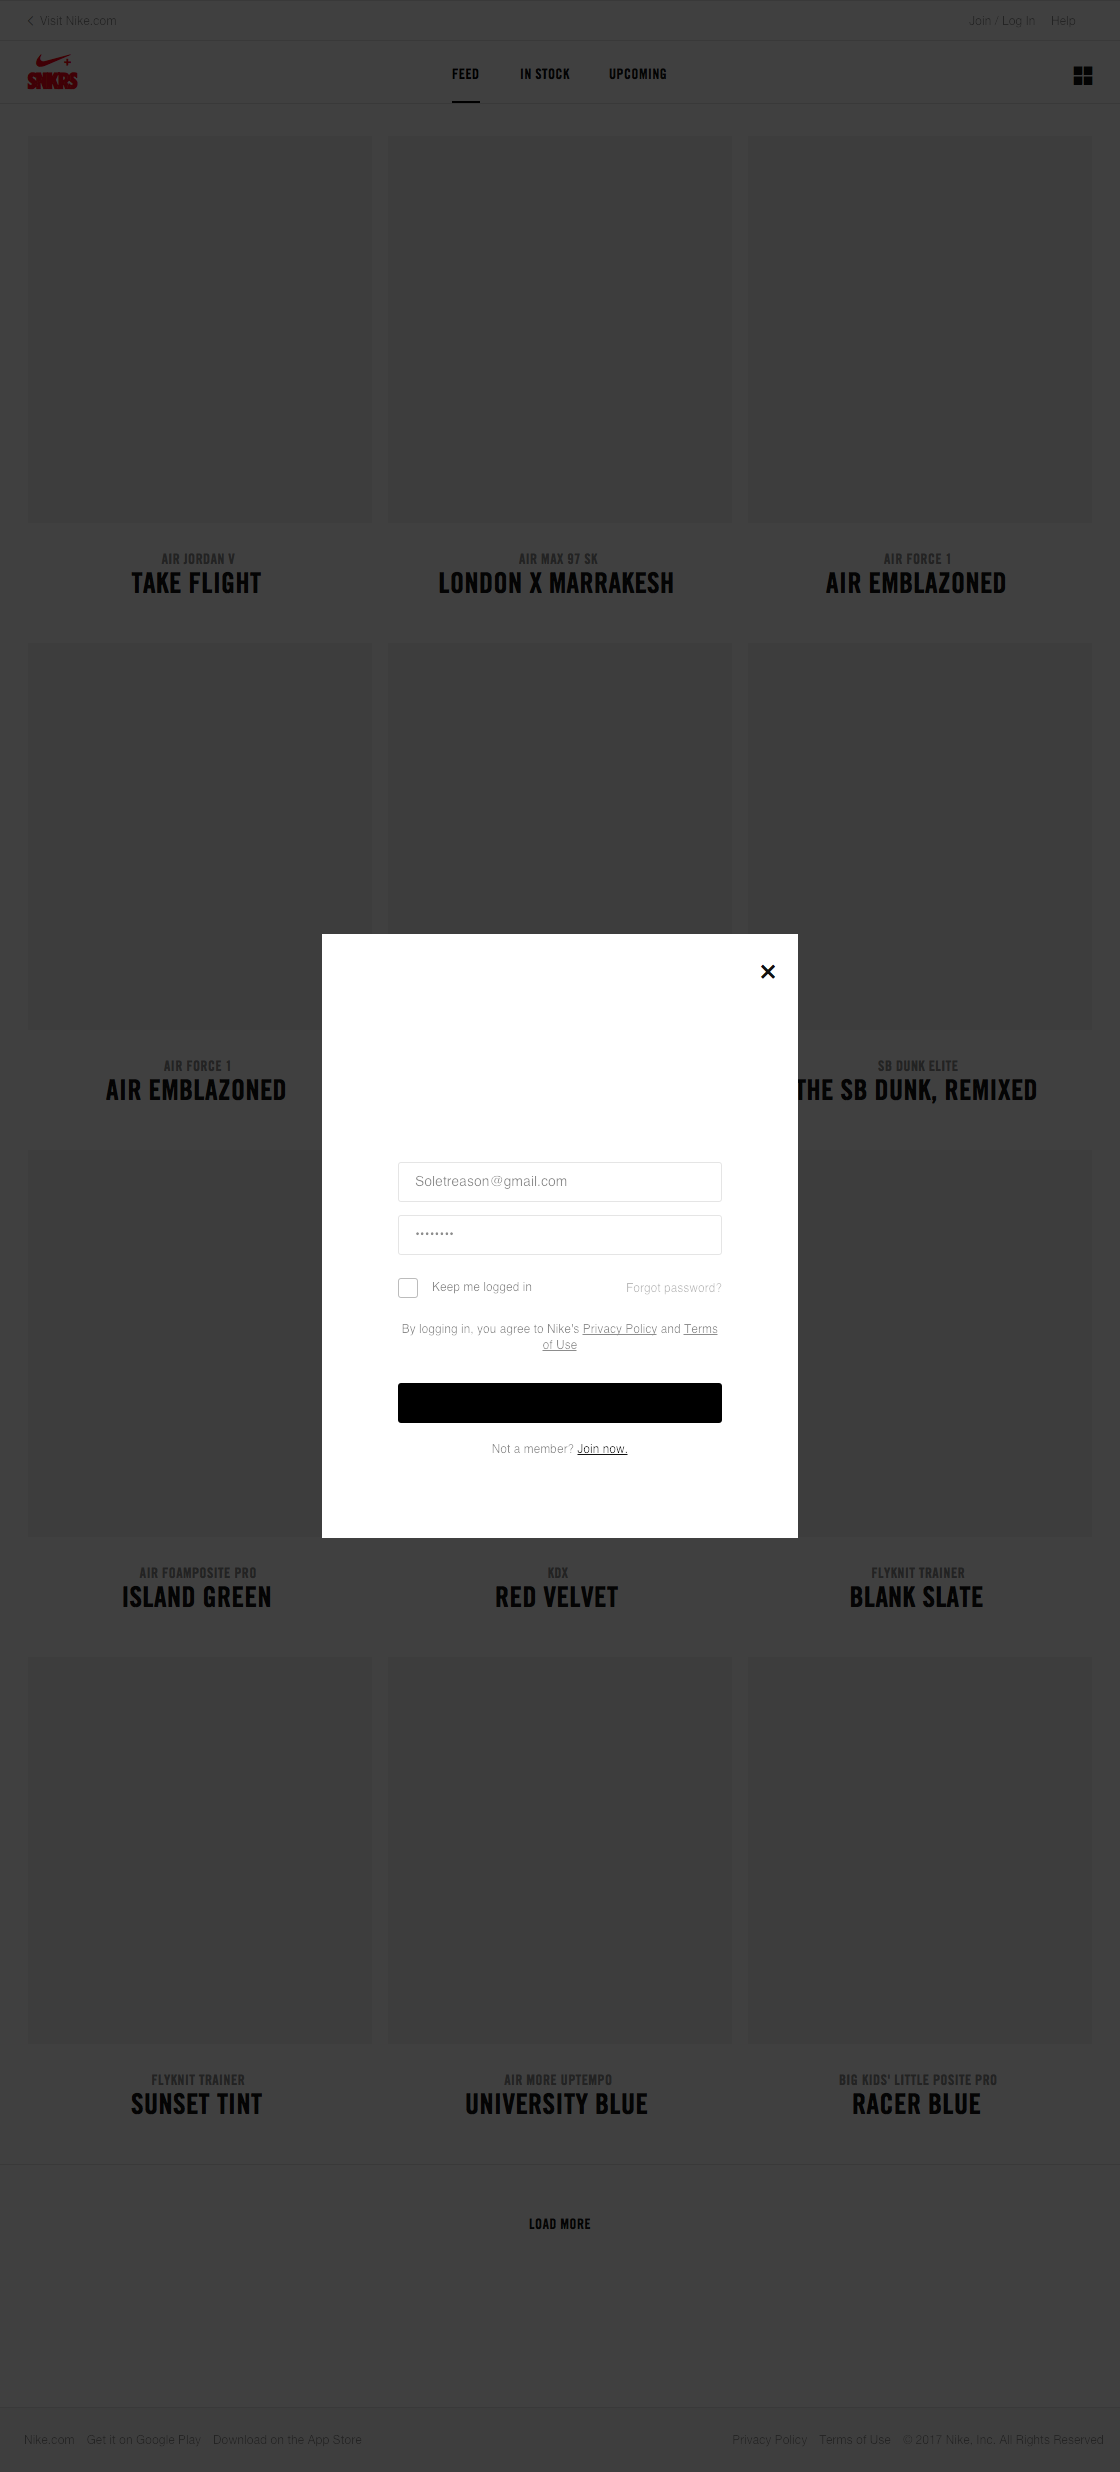 Visit Nike.com
Join / Log In Help
SNKRS
FEED IN STOCK UPCOMING
AIR JORDAN V
TAKE FLIGHT
AIR MAX 97 SK
LONDON X MARRAKESH
AIR FORCE 1
AIR EMBLAZONED
AIR FORCE 1
AIR EMBLAZONED
SB DUNK ELITE
THE SB DUNK, REMIXED
Soletreason@gmail.com
••••••••
Keep me logged in
Forgot password?
By logging in, you agree to Nike's Privacy Policy and Terms
of Use
Not a member? Join now.
AIR FOAMPOSITE PRO
ISLAND GREEN
KDX
RED VELVET
FLYKNIT TRAINER
BLANK SLATE
FLYKNIT TRAINER
SUNSET TINT
AIR MORE UPTEMPO
UNIVERSITY BLUE
BIG KIDS' LITTLE POSITE PRO
RACER BLUE
LOAD MORE
Nike.com Get it on Google Play Download on the App Store
Privacy Policy Terms of Use © 2017 Nike, Inc. All Rights Reserved